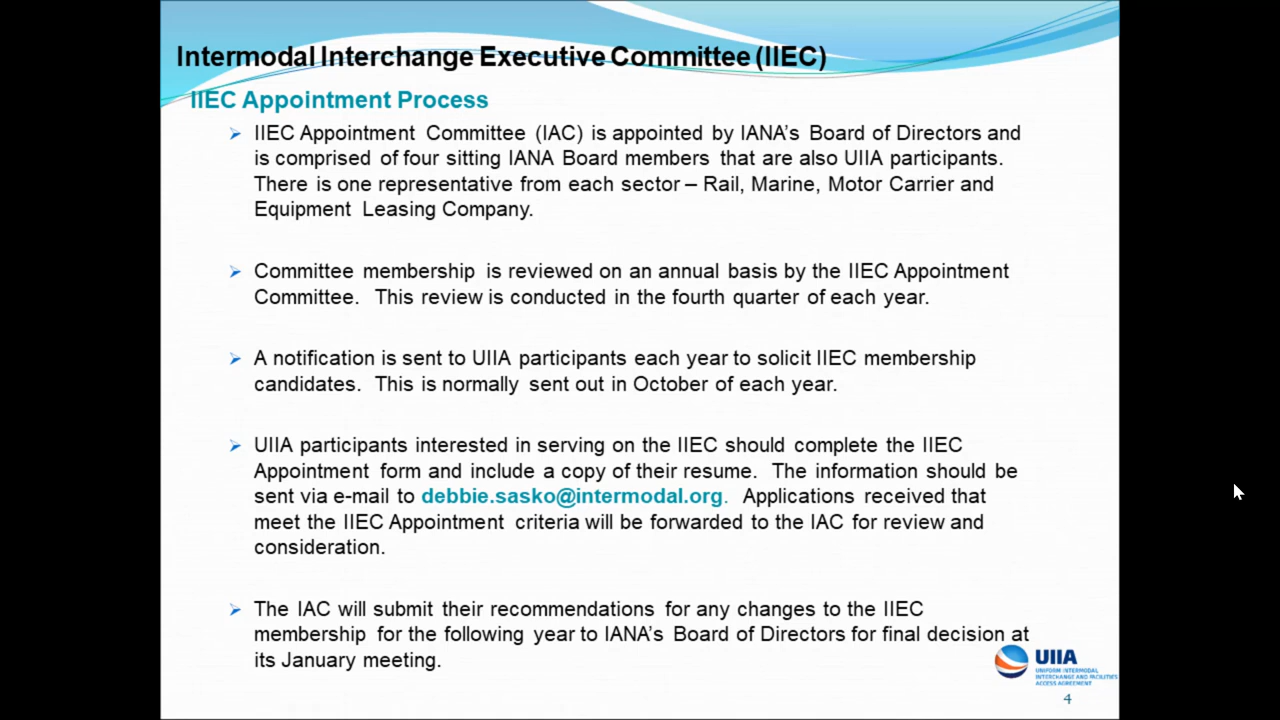 Intermodal Interchange Executive Committee (IIEC)
IIEC Appointment Process
IIEC Appointment Committee (IAC) is appointed by IANA's Board of Directors and
is comprised of four sitting IANA Board members that are also UIIA participants.
There is one representative from each sector – Rail, Marine, Motor Carrier and
Equipment Leasing Company.
Committee membership is reviewed on an annual basis by the IIEC Appointment
Committee. This review is conducted in the fourth quarter of each year.
A notification is sent to UIIA participants each year to solicit IIEC membership
candidates. This is normally sent out in October of each year.
UIIA participants interested in serving on the IIEC should complete the IIEC
Appointment form and include a copy of their resume. The information should be
sent via e-mail to debbie.sasko@intermodal.org. Applications received that
meet the IIEC Appointment criteria will be forwarded to the IAC for review and
consideration.
The IAC will submit their recommendations for any changes to the IIEC
membership for the following year to IANA's Board of Directors for final decision at
its January meeting.
UIIA
UNIFORM INTERMODAL
INTERCHANGE AND FACILITIES
ACCESS AGREEMENT
4